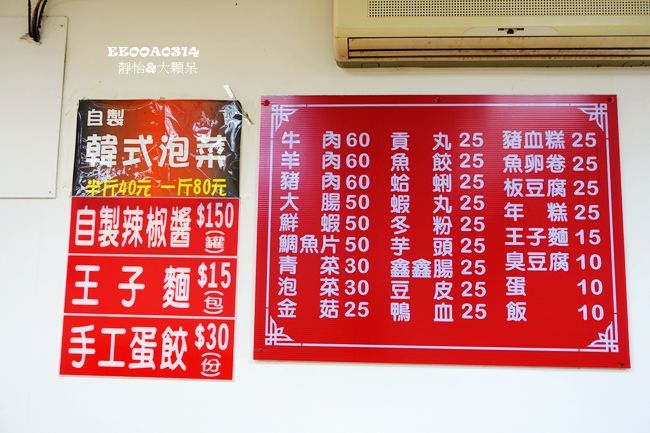 EE00A0314
靜怡&大顆呆
自製
韓式泡菜
半斤40元 一斤80元
自製辣椒醬 $150(罐)
王子麵 $15(包)
手工蛋餃 $30(份)
牛肉60 貢丸25 豬血糕25
羊肉60 魚餃25 魚卵卷25
豬肉60 蛤蜊25 板豆腐25
大腸50 蝦丸25 年糕25
鮮蝦50 冬粉25 王子麵15
鯛魚片50 芋頭25 臭豆腐10
青菜30 鑫鑫腸25 蛋10
泡菜30 豆皮25 飯10
金菇25 鴨血25